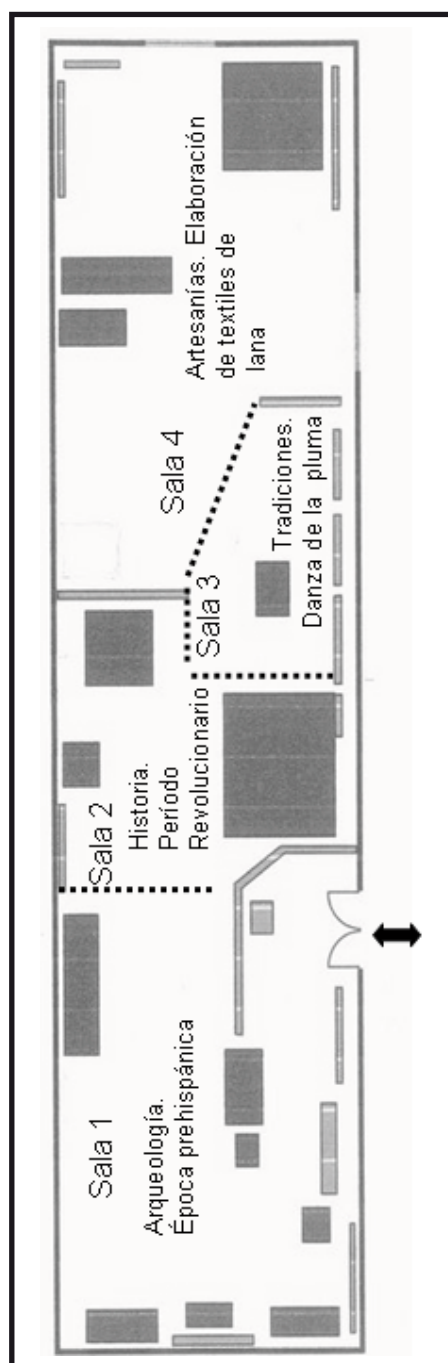 Sala 1
Arqueología.
Época prehispánica
Sala 2
Historia.
Período
Revolucionario
Sala 3
Tradiciones.
Danza de la pluma
Sala 4
Artesanías. Elaboración
de textiles de
lana